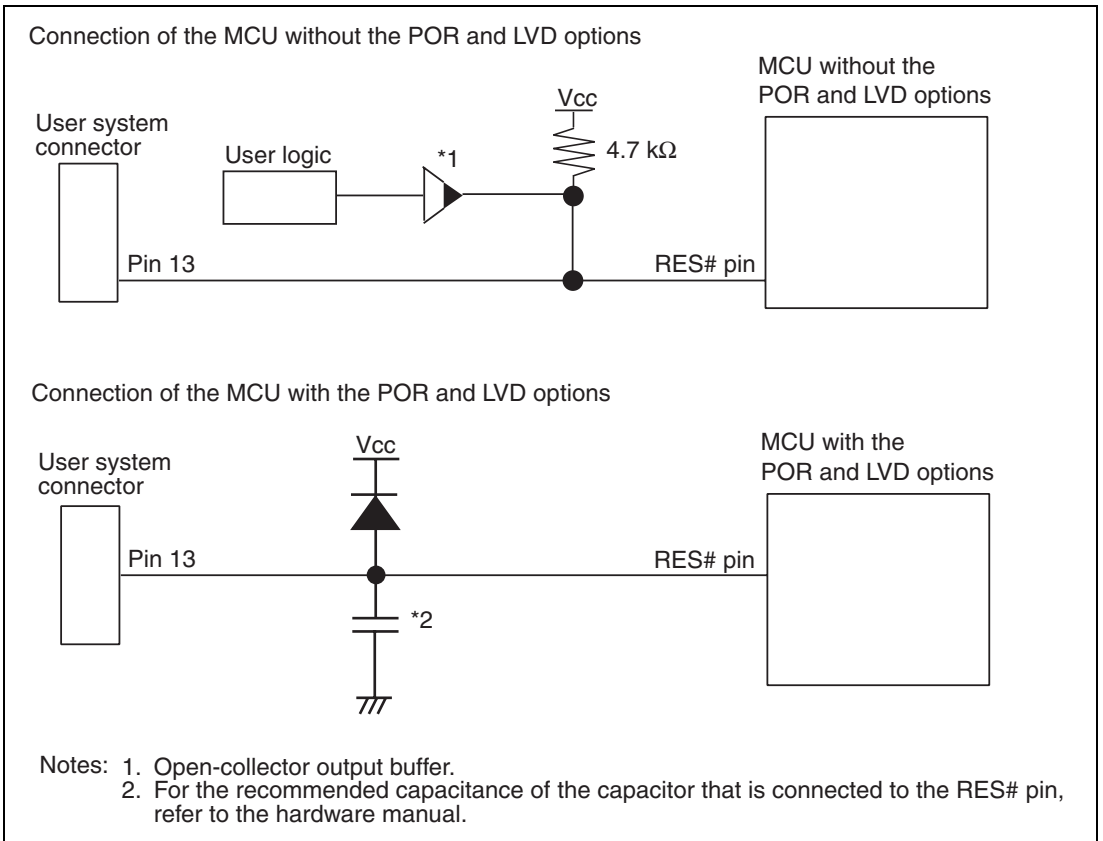 Connection of the MCU without the POR and LVD options
MCU without the
POR and LVD options
Vcc
User system
connector
User logic
*1
4.7 kΩ
Pin 13
RES# pin
Connection of the MCU with the POR and LVD options
Vcc
MCU with the
POR and LVD options
User system
connector
Pin 13
RES# pin
*2
Notes: 1. Open-collector output buffer.
2. For the recommended capacitance of the capacitor that is connected to the RES# pin,
refer to the hardware manual.